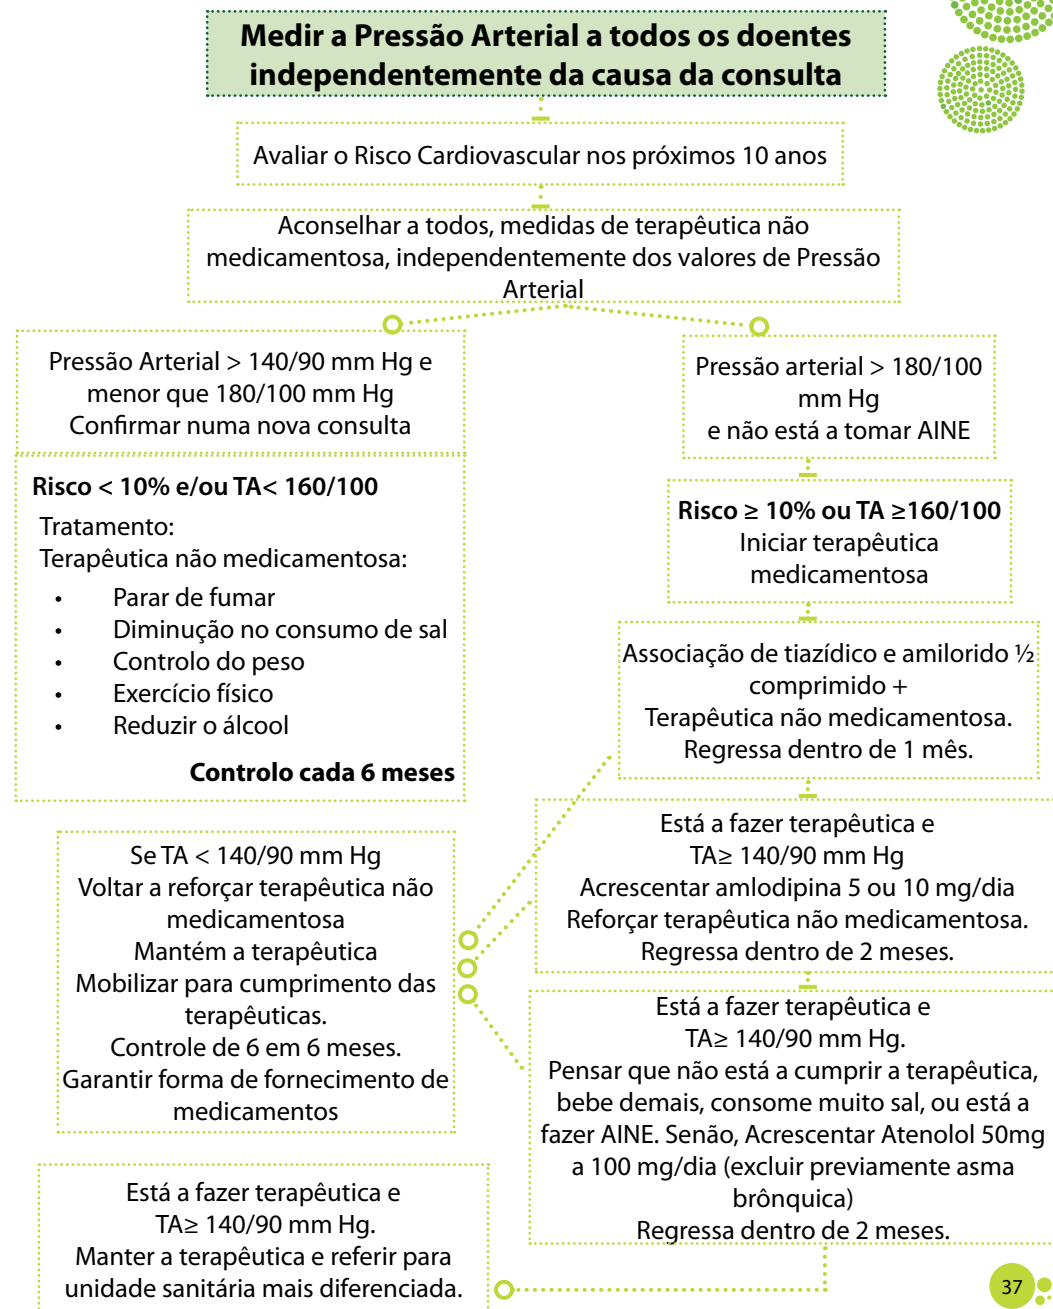 Medir a Pressão Arterial a todos os doentes
independentemente da causa da consulta
Avaliar o Risco Cardiovascular nos próximos 10 anos
Aconselhar a todos, medidas de terapêutica não
medicamentosa, independentemente dos valores de Pressão
Arterial
Pressão Arterial > 140/90 mm Hg e
menor que 180/100 mm Hg
Confirmar numa nova consulta
Risco < 10% e/ou TA< 160/100
Tratamento:
Terapêutica não medicamentosa:
• Parar de fumar
• Diminução no consumo de sal
• Controlo do peso
• Exercício físico
• Reduzir o álcool
Controlo cada 6 meses
Pressão arterial > 180/100
mm Hg
e não está a tomar AINE
Risco ≥ 10% ou TA ≥160/100
Iniciar terapêutica
medicamentosa
Associação de tiazídico e amilorido ½
comprimido +
Terapêutica não medicamentosa.
Regressa dentro de 1 mês.
Está a fazer terapêutica e
TA≥ 140/90 mm Hg
Acrescentar amlodipina 5 ou 10 mg/dia
Reforçar terapêutica não medicamentosa.
Regressa dentro de 2 meses.
Se TA < 140/90 mm Hg
Voltar a reforçar terapêutica não
medicamentosa
Mantém a terapêutica
Mobilizar para cumprimento das
terapêuticas.
Controle de 6 em 6 meses.
Garantir forma de fornecimento de
medicamentos
Está a fazer terapêutica e
TA≥ 140/90 mm Hg.
Pensar que não está a cumprir a terapêutica,
bebe demais, consome muito sal, ou está a
fazer AINE. Senão, Acrescentar Atenolol 50mg
a 100 mg/dia (excluir previamente asma
brônquica)
Regressa dentro de 2 meses.
Está a fazer terapêutica e
TA≥ 140/90 mm Hg.
Manter a terapêutica e referir para
unidade sanitária mais diferenciada.
37